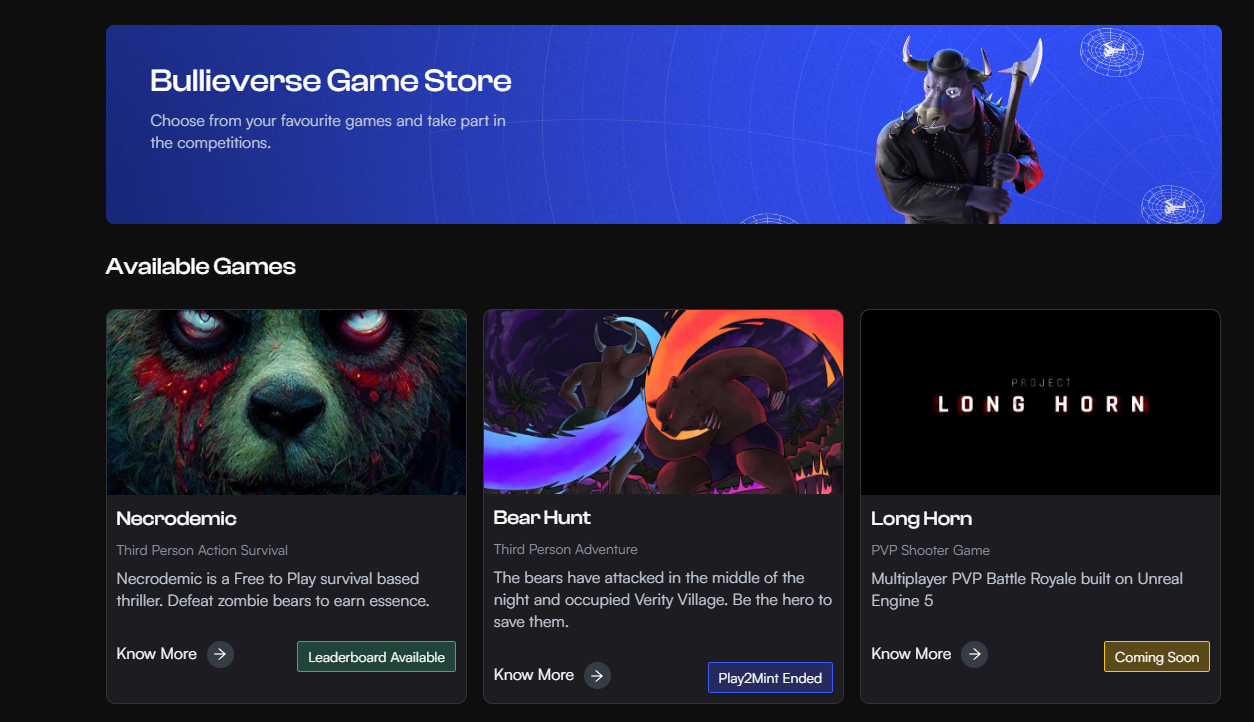 Bullieverse Game Store
Choose from your favourite games and take part in
the competitions.
Available Games
PROJECT
LONG HORN
Necrodemic
Third Person Action Survival
Necrodemic is a Free to Play survival based
thriller. Defeat zombie bears to earn essence.
Know More
Leaderboard Available
Bear Hunt
Third Person Adventure
The bears have attacked in the middle of the
night and occupied Verity Village. Be the hero to
save them.
Know More
Play2Mint Ended
Long Horn
PVP Shooter Game
Multiplayer PVP Battle Royale built on Unreal
Engine 5
Know More
Coming Soon